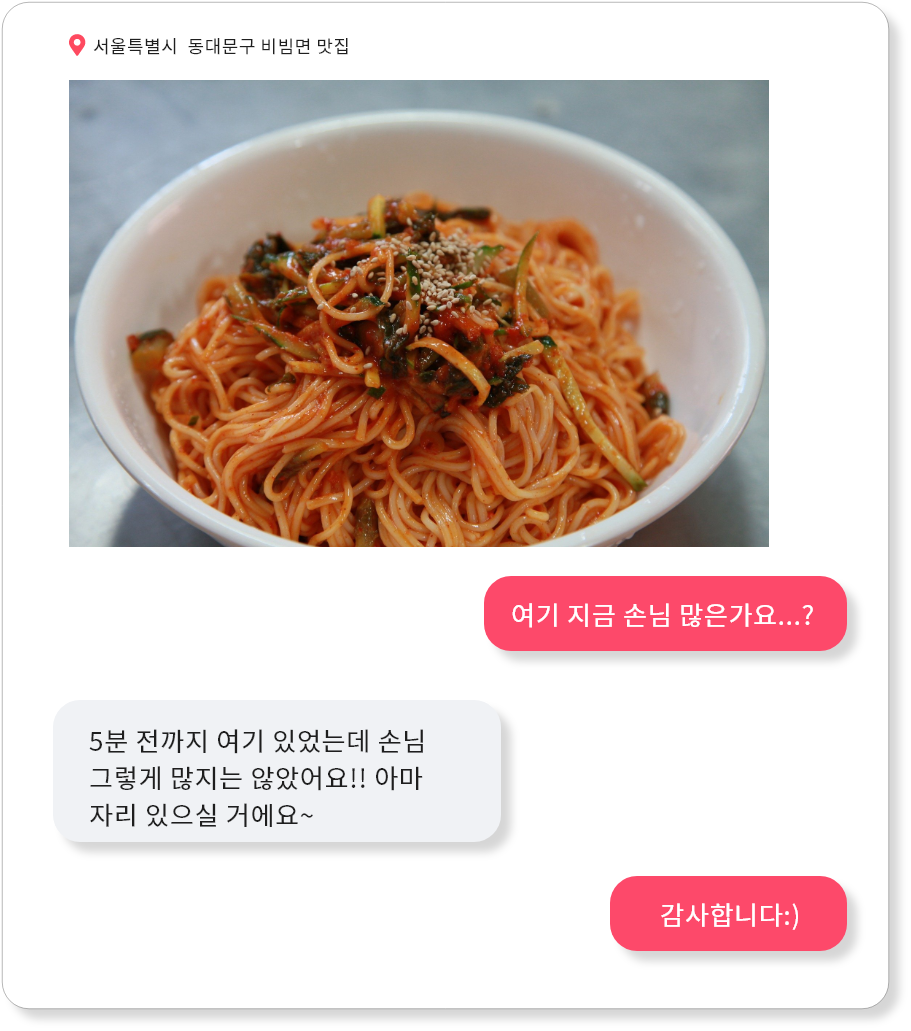 서울특별시 동대문구 비빔면 맛집
여기 지금 손님 많은가요...?
5분 전까지 여기 있었는데 손님
그렇게 많지는 않았어요!! 아마
자리 있으실 거에요~
감사합니다:)